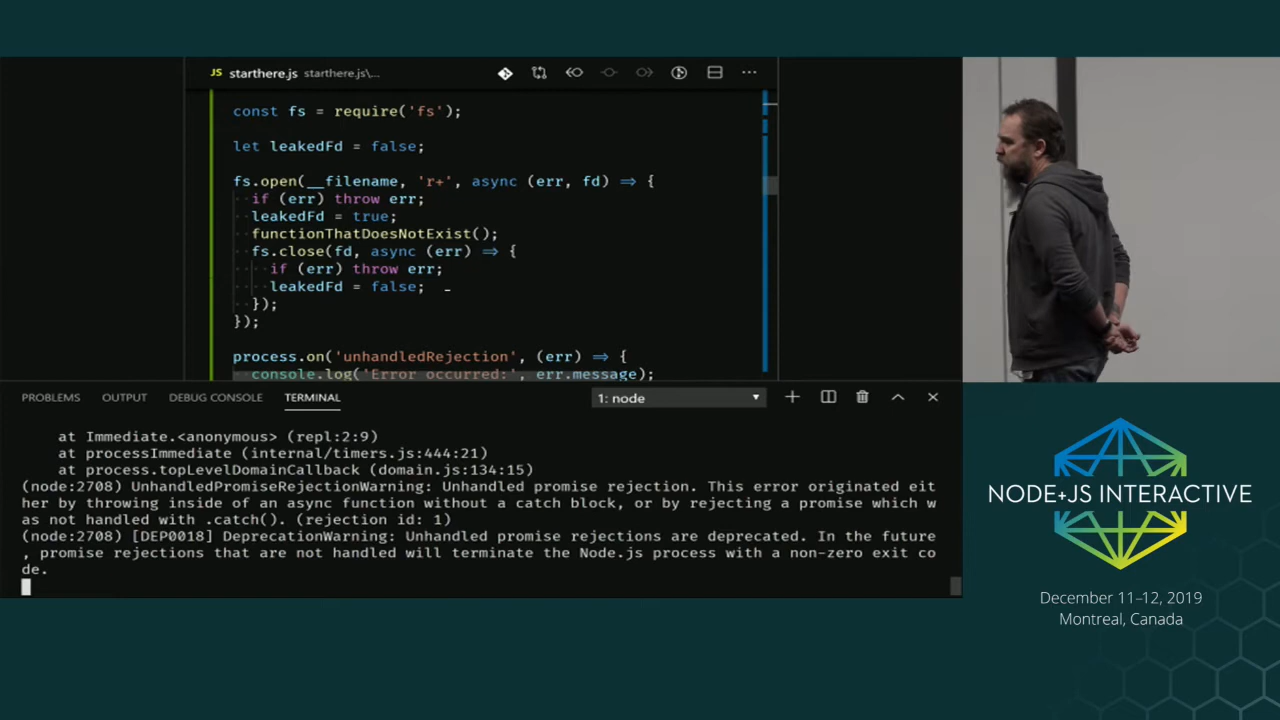 JS starthere.js starthere.js\...
const fs = require('fs');
let leakedFd = false;
fs.open(__filename, 'r+', async (err, fd) => {
if (err) throw err;
leakedFd = true;
functionThatDoesNotExist();
fs.close(fd, async (err) => {
if (err) throw err;
leakedFd = false;
});
});
process.on('unhandledRejection', (err) => {
console.log('Error occurred:', err.message);
PROBLEMS OUTPUT DEBUG CONSOLE TERMINAL 1: node
at Immediate.<anonymous> (repl:2:9)
at processImmediate (internal/timers.js:444:21)
at process.topLevelDomainCallback (domain.js:134:15)
(node:2708) UnhandledPromiseRejectionWarning: Unhandled promise rejection. This error originated eit
her by throwing inside of an async function without a catch block, or by rejecting a promise which w
as not handled with .catch(). (rejection id: 1)
(node:2708) [DEP0018] DeprecationWarning: Unhandled promise rejections are deprecated. In the future
, promise rejections that are not handled will terminate the Node.js process with a non-zero exit co
de.
NODE+JS INTERACTIVE
December 11–12, 2019
Montreal, Canada